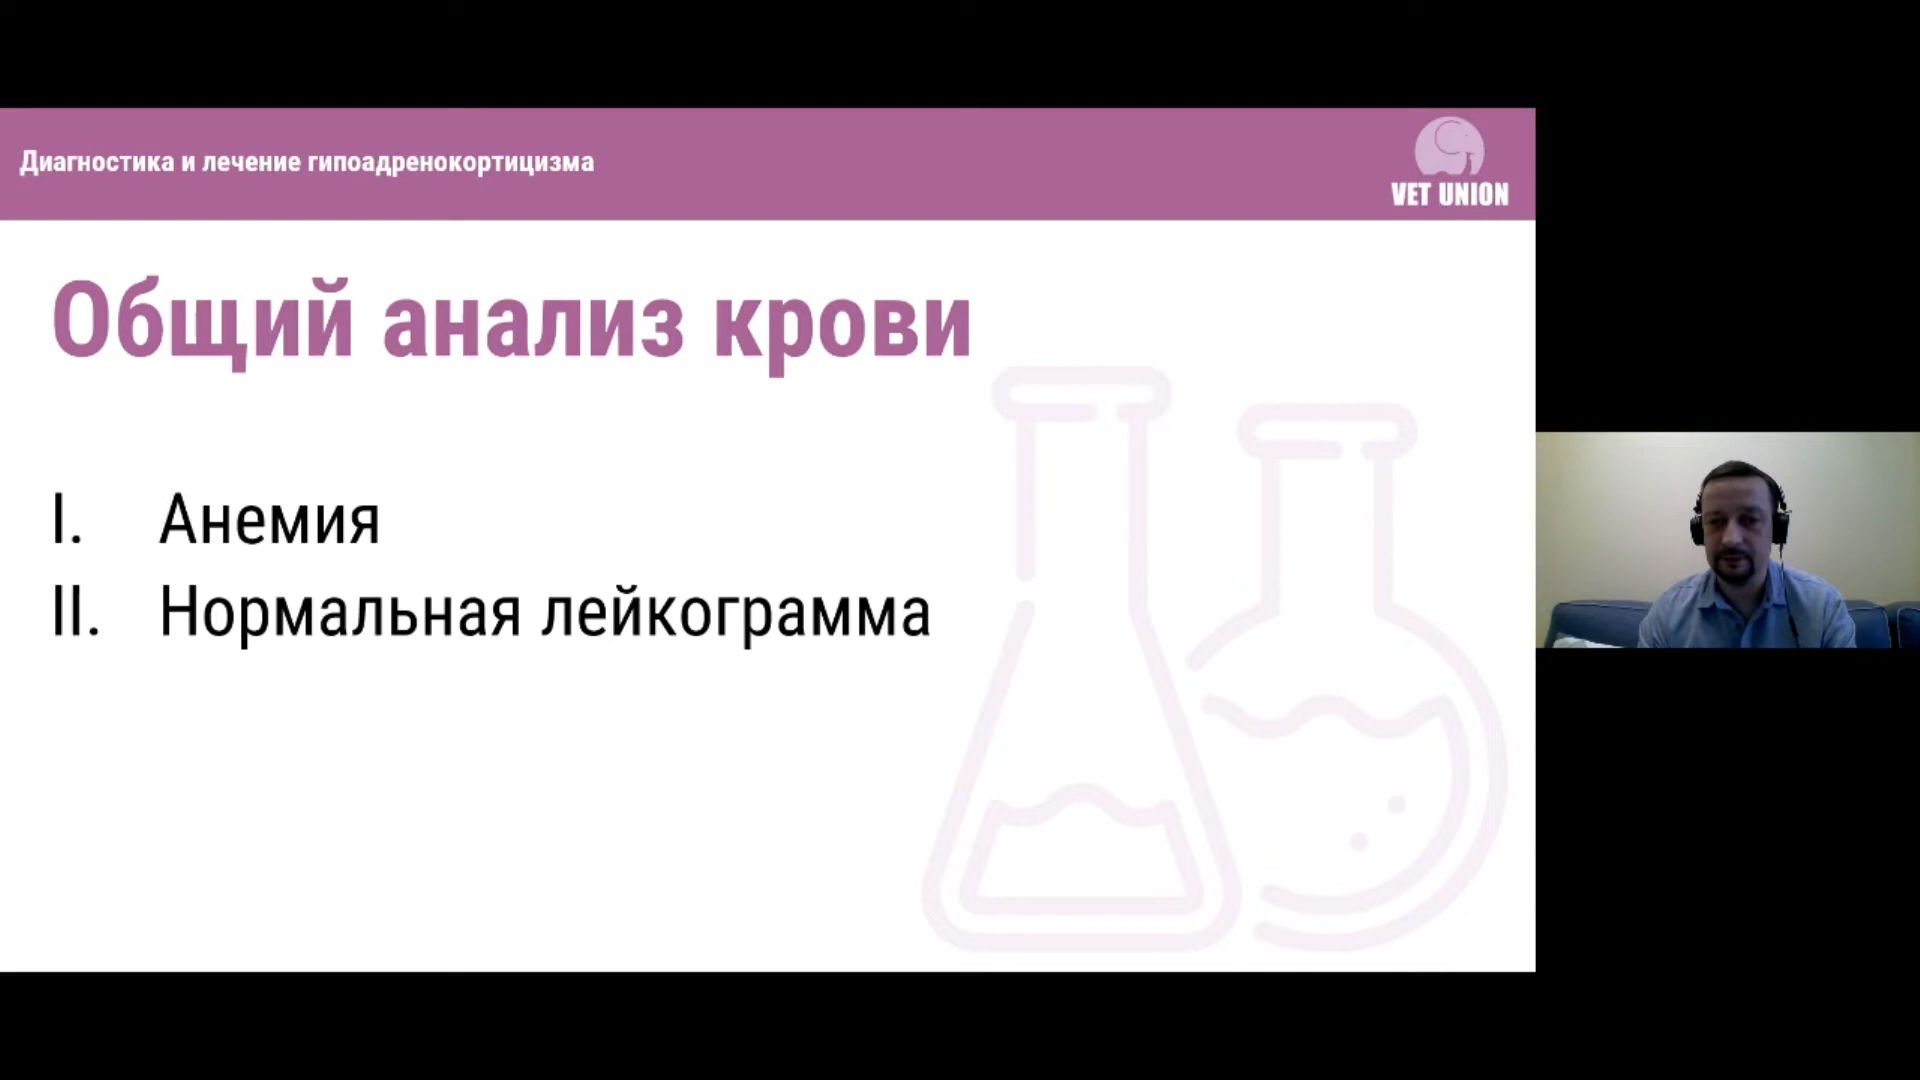 Диагностика и лечение гипоадренокортицизма
VET UNION
Общий анализ крови
I. Анемия
II. Нормальная лейкограмма